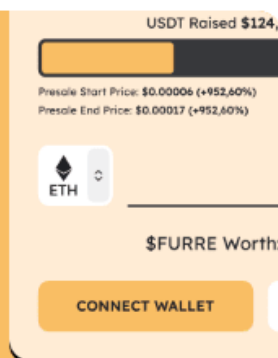 USDT Raised $124,
Presale Start Price: $0.00006 (+952,60%)
Presale End Price: $0.00017 (+952,60%)
ETH
$FURRE Worth:
CONNECT WALLET